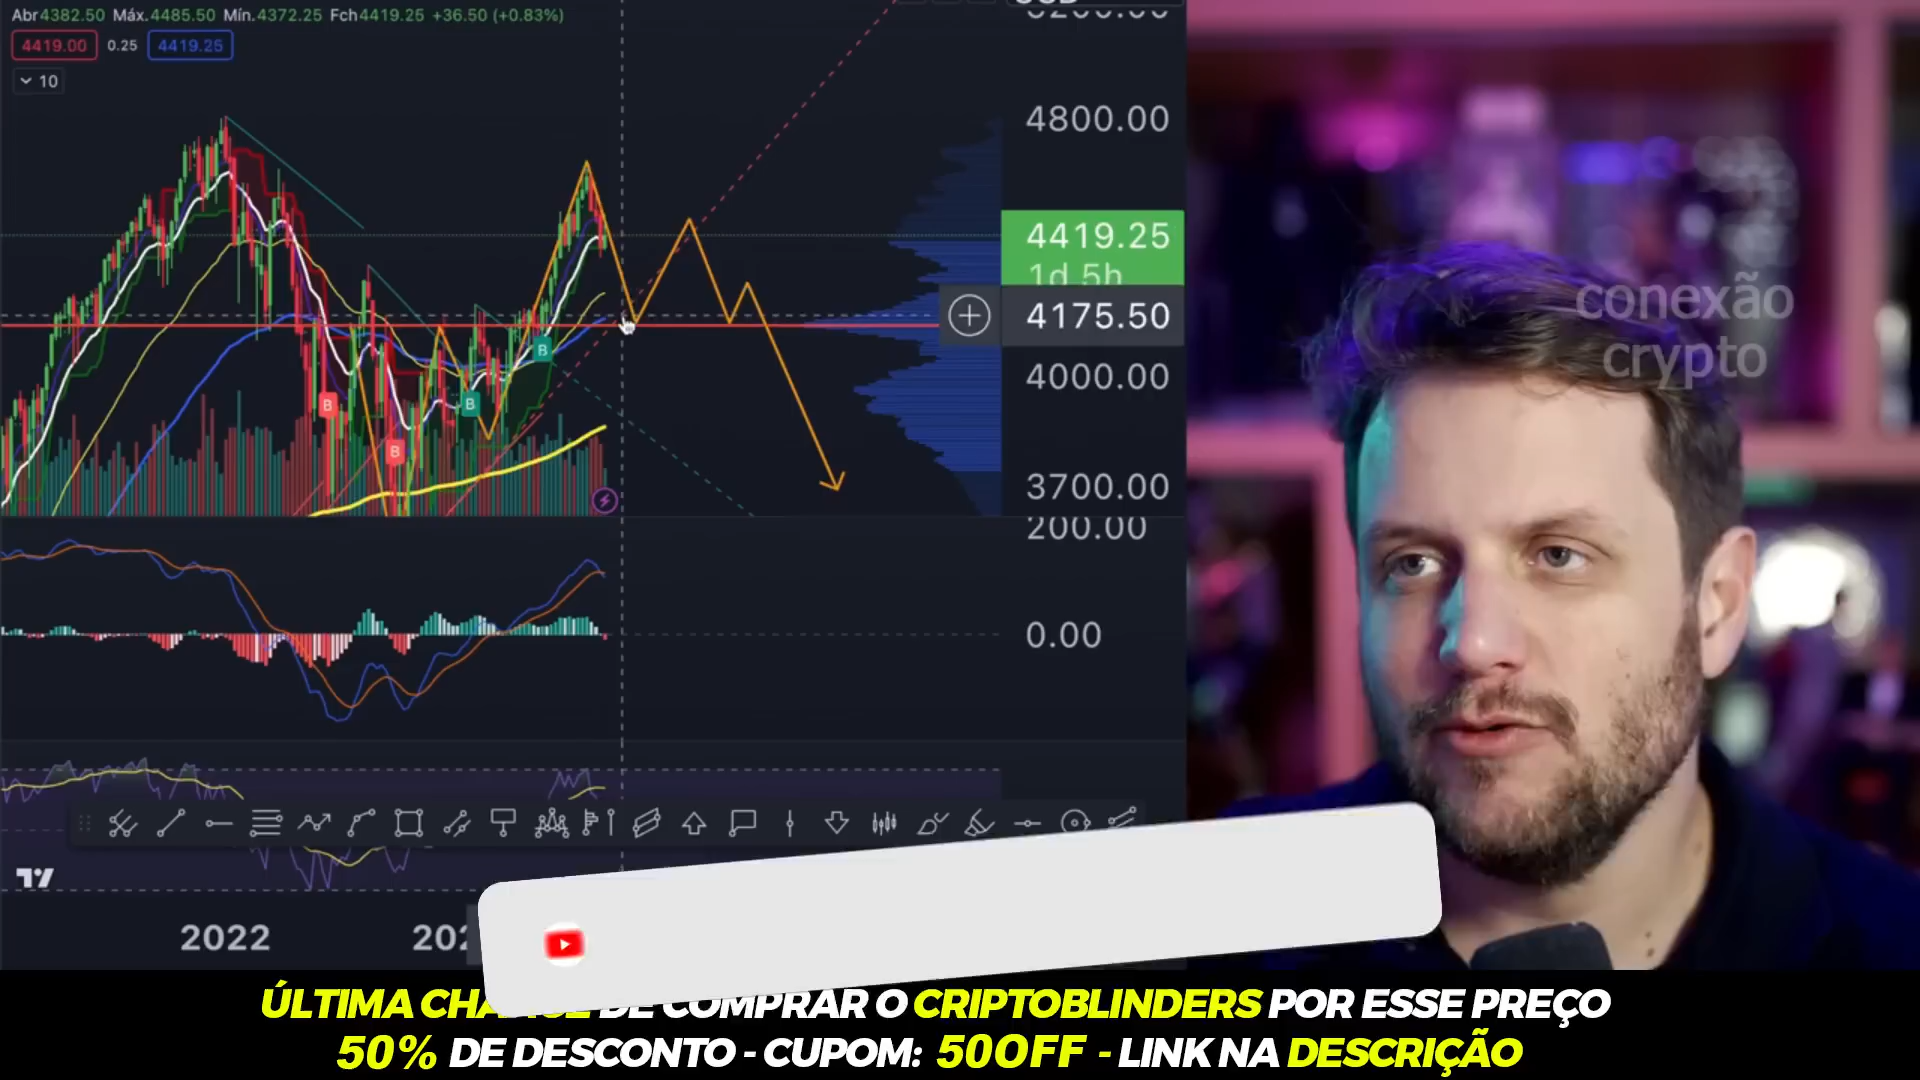 Abr4382.50 Máx.4485.50 Mín.4372.25 Fch4419.25 +36.50 (+0.83%)
4419.00 0.25 4419.25
10
4800.00
4419.25
1d 5h
4175.50
4000.00
3700.00
200.00
0.00
B
B
B
B
conexão
crypto
2022
ÚLTIMA DE COMPRAR O CRIPTOBLINDERS POR ESSE PREÇO
50% DE DESCONTO - CUPOM: 50OFF - LINK NA DESCRIÇÃO